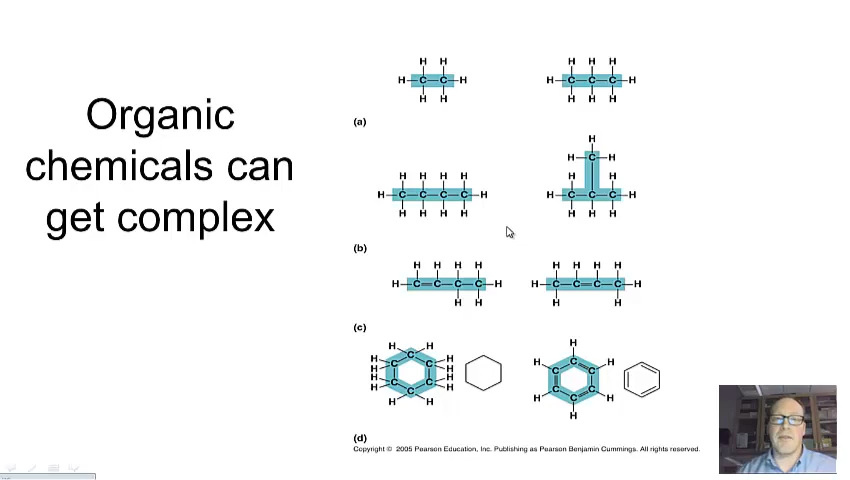 Organic
chemicals can
get complex
H H
H C C H
H H
H H H
H C C C H
H H H
(a)
H H H H
H C C C C H
H H H H
H
H C H
H H
H C C C H
H H H
(b)
H H H H
H C C C C H
H H
H H H H
H C C C C H
H H
(c)
H C H
H H
H C C H
H H
H C C H
H C H
H
H C H
C C
C C
H C H
H
(d)
Copyright © 2005 Pearson Education, Inc. Publishing as Pearson Benjamin Cummings. All rights reserved.